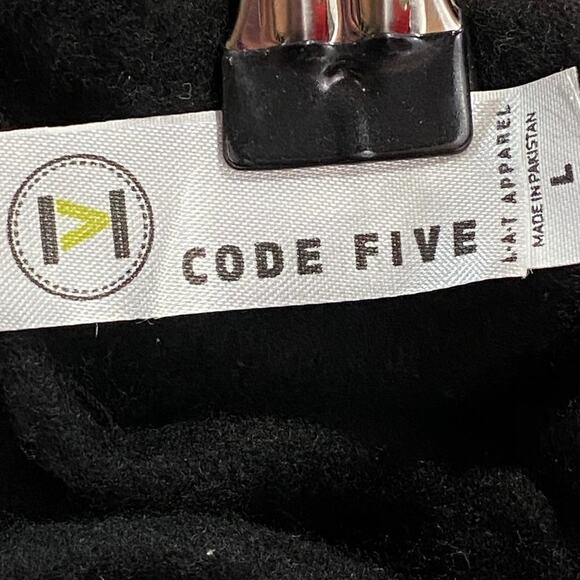 V
CODE FIVE
L·A·T APPAREL
MADE IN PAKISTAN
L